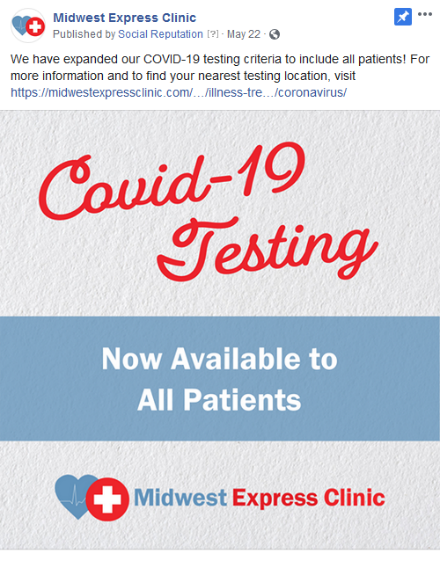 Midwest Express Clinic
Published by Social Reputation [?] · May 22 ·
We have expanded our COVID-19 testing criteria to include all patients! For
more information and to find your nearest testing location, visit
https://midwestexpressclinic.com/…/illness-tre…/coronavirus/
Covid-19
Testing
Now Available to
All Patients
Midwest Express Clinic